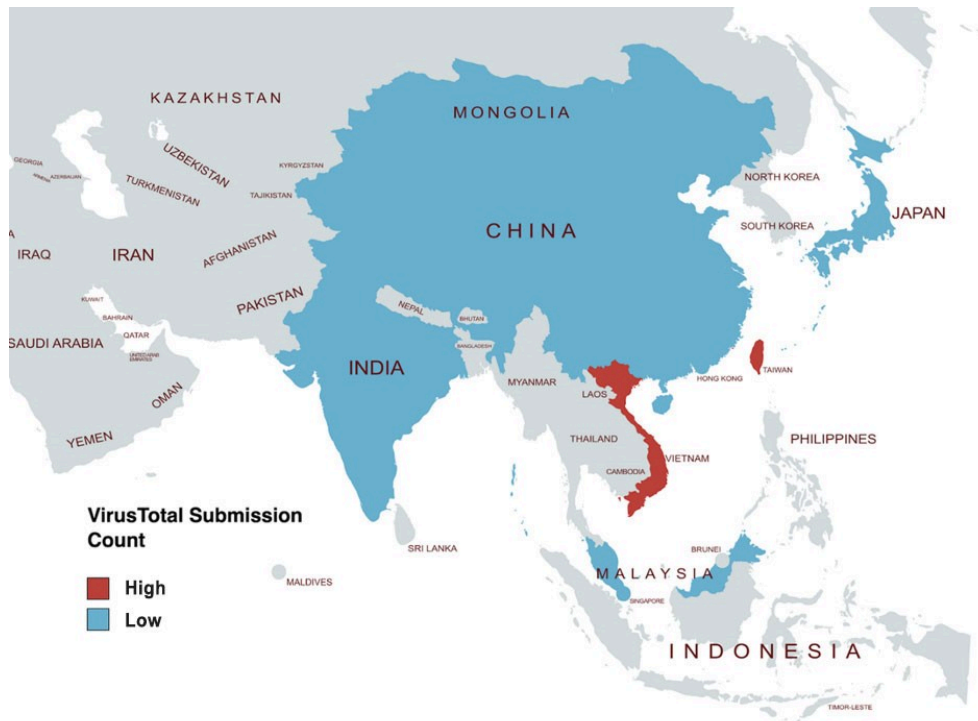 KAZAKHSTAN
MONGOLIA
GEORGIA
ARMENIA
AZERBAIJAN
UZBEKISTAN
KYRGYZSTAN
TURKMENISTAN
TAJIKISTAN
NORTH KOREA
SOUTH KOREA
JAPAN
CHINA
A
IRAQ
IRAN
AFGHANISTAN
PAKISTAN
KUWAIT
BAHRAIN
QATAR
SAUDI ARABIA
UNITED ARAB
EMIRATES
OMAN
YEMEN
NEPAL
BHUTAN
BANGLADESH
INDIA
MYANMAR
LAOS
HONG KONG
TAIWAN
THAILAND
VIETNAM
CAMBODIA
PHILIPPINES
SRI LANKA
MALDIVES
BRUNEI
MALAYSIA
SINGAPORE
INDONESIA
TIMOR-LESTE
VirusTotal Submission
Count
High
Low